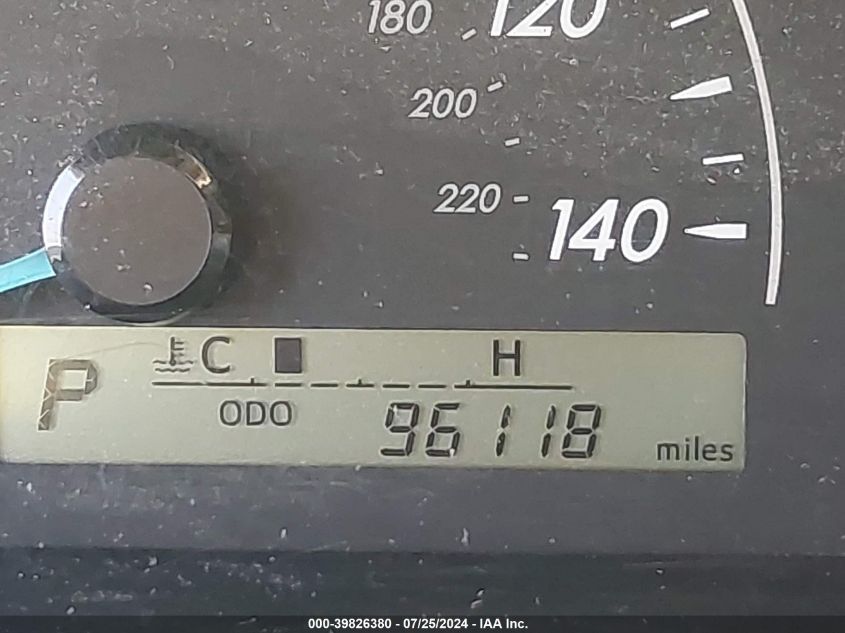 180 120
200
220 140
C H
P
ODO 96118 miles
000-39826380 - 07/25/2024 - IAA Inc.